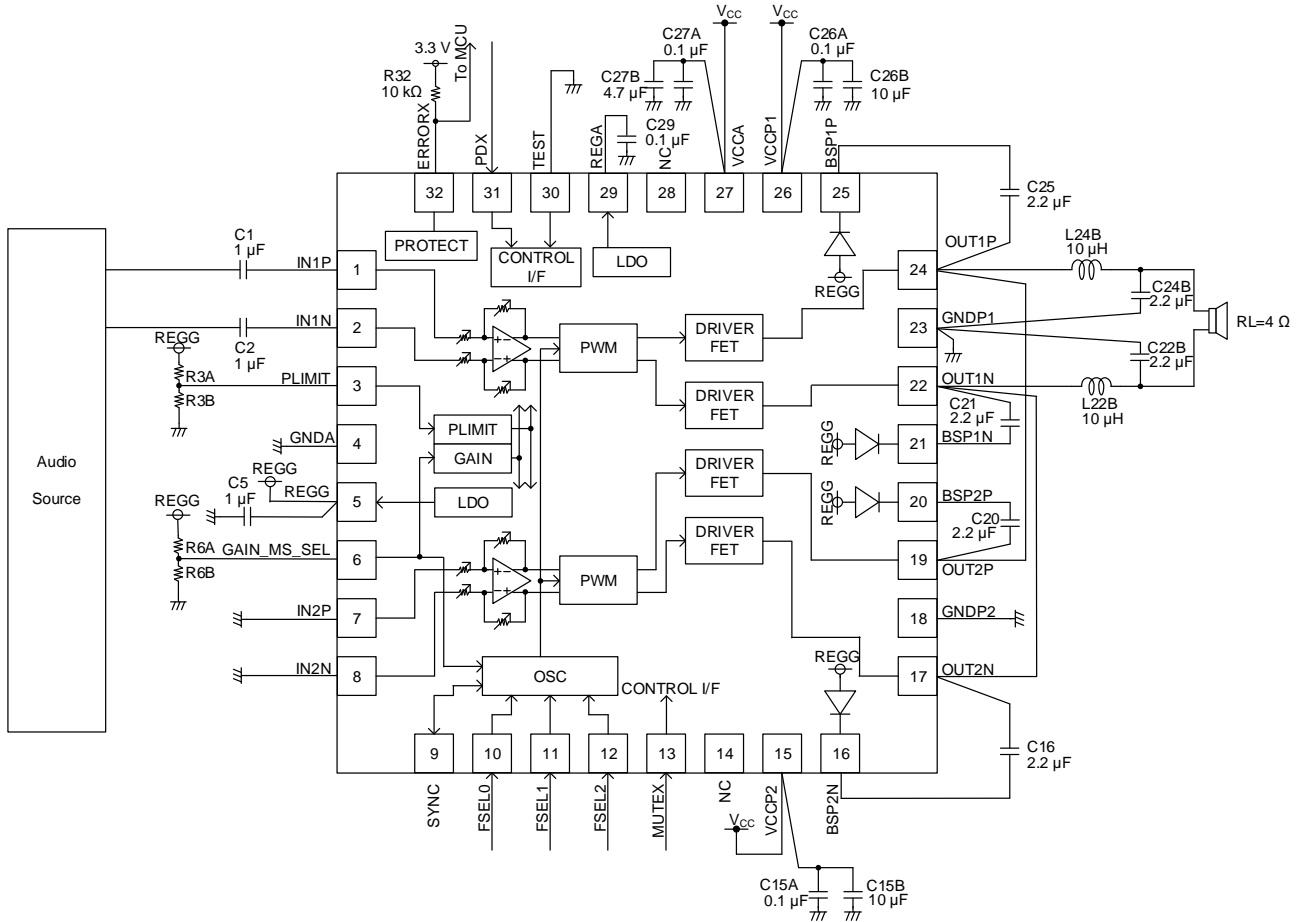 VCC
VCC
C27A
0.1 µF
C26A
0.1 µF
3.3 V
To MCU
R32
10 kΩ
C27B
4.7 µF
C26B
10 µF
ERRORX
PDX
TEST
REGA
C29
0.1 µF
NC
VCCA
VCCP1
BSP1P
32
31
30
29
28
27
26
25
C25
2.2 µF
PROTECT
CONTROL
I/F
LDO
REGG
Audio
Source
C1
1 µF
IN1P
1
IN1N
2
C2
1 µF
REGG
R3A
R3B
PLIMIT
3
GNDA
4
C5
1 µF
REGG
REGG
5
REGG
R6A
R6B
GAIN_MS_SEL
6
IN2P
7
IN2N
8
+
−
+
−
PWM
DRIVER
FET
DRIVER
FET
PLIMIT
GAIN
LDO
DRIVER
FET
DRIVER
FET
+
−
+
−
PWM
OSC
CONTROL I/F
24
OUT1P
L24B
10 µH
C24B
2.2 µF
23
GNDP1
RL=4 Ω
C22B
2.2 µF
22
OUT1N
L22B
10 µH
C21
2.2 µF
REGG
21
BSP1N
REGG
20
BSP2P
C20
2.2 µF
19
OUT2P
18
GNDP2
REGG
17
OUT2N
C16
2.2 µF
9
10
11
12
13
14
15
16
SYNC
FSEL0
FSEL1
FSEL2
MUTEX
NC
VCCP2
BSP2N
VCC
C15A
0.1 µF
C15B
10 µF